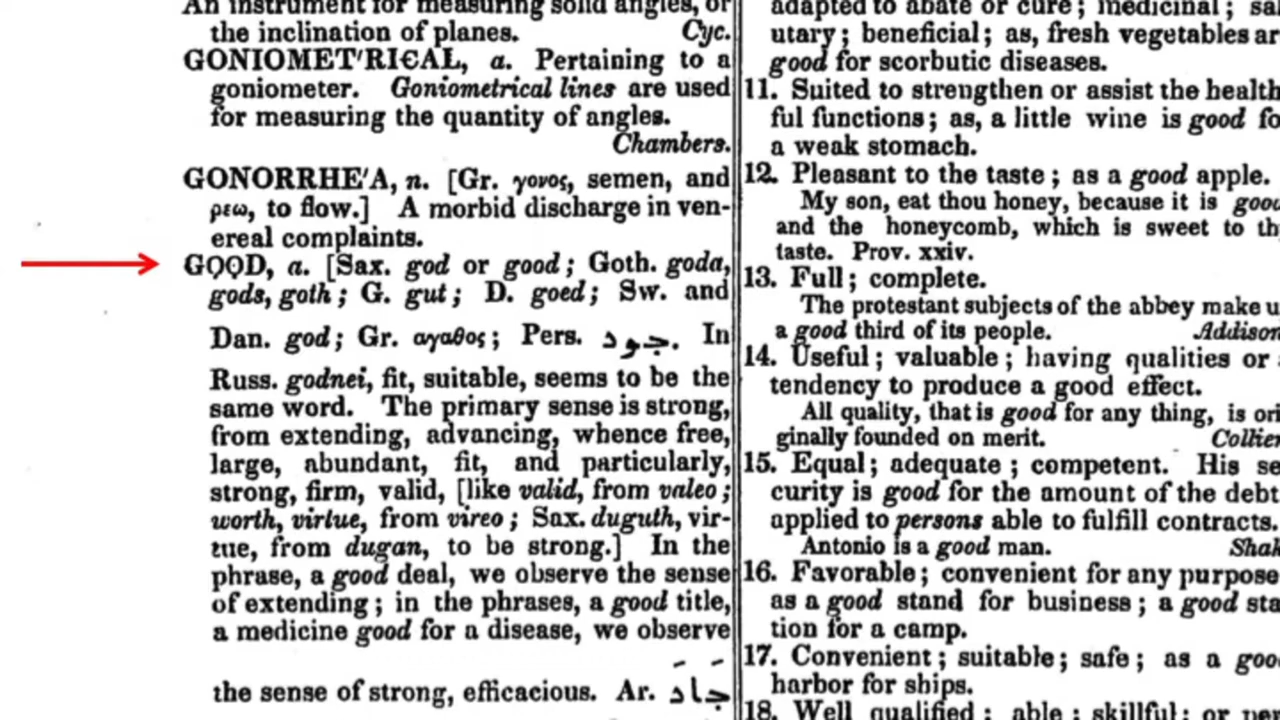 An instrument for measuring solid angles, or
the inclination of planes. Cyc.
GONIOMET'RICAL, a. Pertaining to a
goniometer. Goniometrical lines are used
for measuring the quantity of angles.
Chambers.
GONORRHE'A, n. [Gr. γονος, semen, and
ρεω, to flow.] A morbid discharge in ven-
ereal complaints.
GOOD, a. [Sax. god or good; Goth. goda,
gods, goth; G. gut; D. goed; Sw. and
Dan. god; Gr. αγαθος; Pers. جود. In
Russ. godnei, fit, suitable, seems to be the
same word. The primary sense is strong,
from extending, advancing, whence free,
large, abundant, fit, and particularly,
strong, firm, valid, [like valid, from valeo;
worth, virtue, from vireo; Sax. duguth, vir-
tue, from dugan, to be strong.] In the
phrase, a good deal, we observe the sense
of extending; in the phrases, a good title,
a medicine good for a disease, we observe
the sense of strong, efficacious. Ar. جَادَ
adapted to abate or cure; medicinal; sal
utary; beneficial; as, fresh vegetables ar
good for scorbutic diseases.
11. Suited to strengthen or assist the health
ful functions; as, a little wine is good fo
a weak stomach.
12. Pleasant to the taste; as a good apple.
My son, eat thou honey, because it is good
and the honeycomb, which is sweet to th
taste. Prov. xxiv.
13. Full; complete.
The protestant subjects of the abbey make u
a good third of its people. Addison
14. Useful; valuable; having qualities or
tendency to produce a good effect.
All quality, that is good for any thing, is ori
ginally founded on merit. Collier
15. Equal; adequate; competent. His se
curity is good for the amount of the debt
applied to persons able to fulfill contracts.
Antonio is a good man. Shak
16. Favorable; convenient for any purpose
as a good stand for business; a good sta
tion for a camp.
17. Convenient; suitable; safe; as a good
harbor for ships.
18. Well qualified; able; skillful; or per